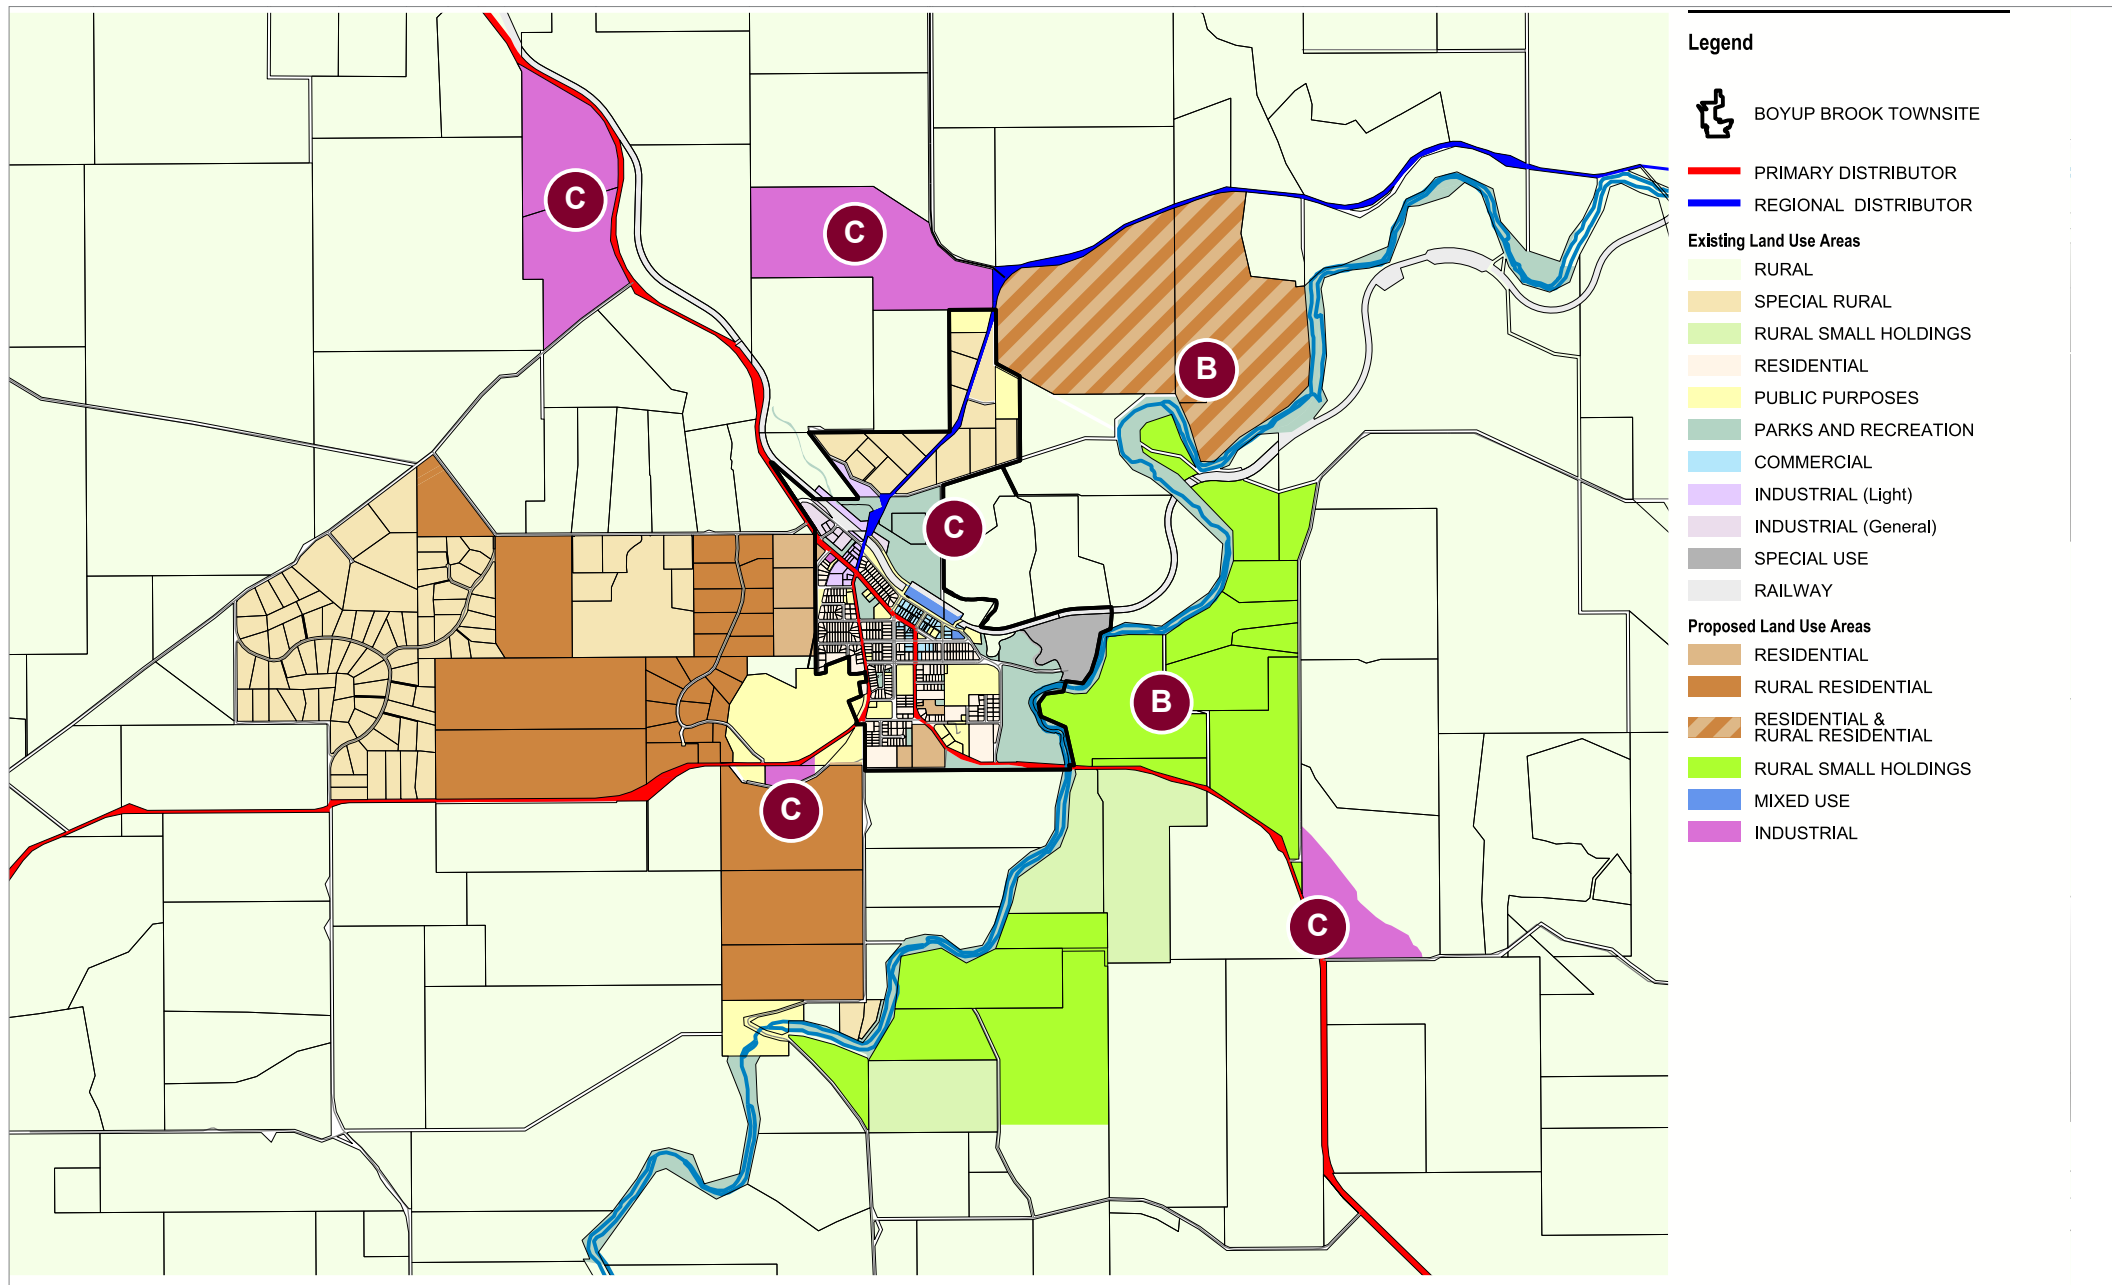 C
C
B
C
B
C
C
Legend
BOYUP BROOK TOWNSITE
PRIMARY DISTRIBUTOR
REGIONAL DISTRIBUTOR
Existing Land Use Areas
RURAL
SPECIAL RURAL
RURAL SMALL HOLDINGS
RESIDENTIAL
PUBLIC PURPOSES
PARKS AND RECREATION
COMMERCIAL
INDUSTRIAL (Light)
INDUSTRIAL (General)
SPECIAL USE
RAILWAY
Proposed Land Use Areas
RESIDENTIAL
RURAL RESIDENTIAL
RESIDENTIAL &
RURAL RESIDENTIAL
RURAL SMALL HOLDINGS
MIXED USE
INDUSTRIAL